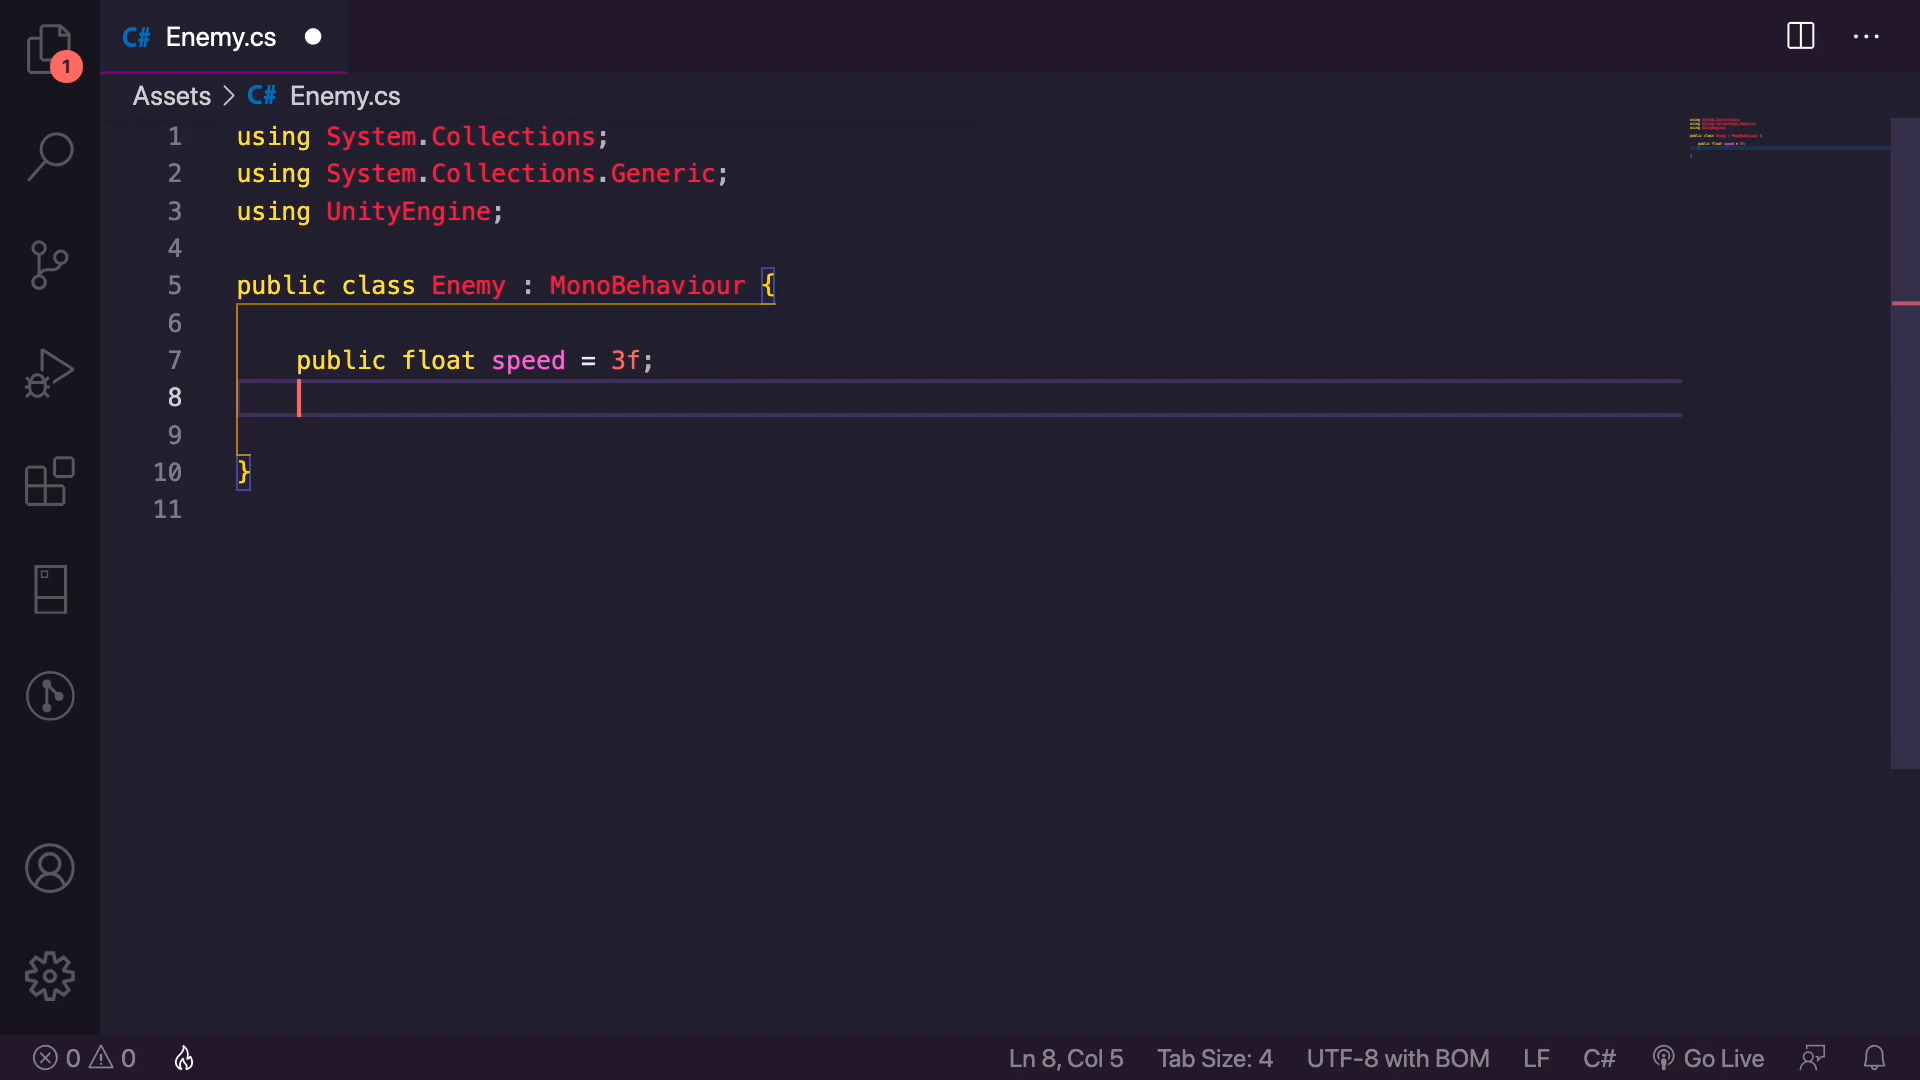 C# Enemy.cs
1
Assets > C# Enemy.cs
1 using System.Collections;
2 using System.Collections.Generic;
3 using UnityEngine;
4
5 public class Enemy : MonoBehaviour {
6
7 public float speed = 3f;
8
9
10 }
11
0 0 Ln 8, Col 5 Tab Size: 4 UTF-8 with BOM LF C# Go Live